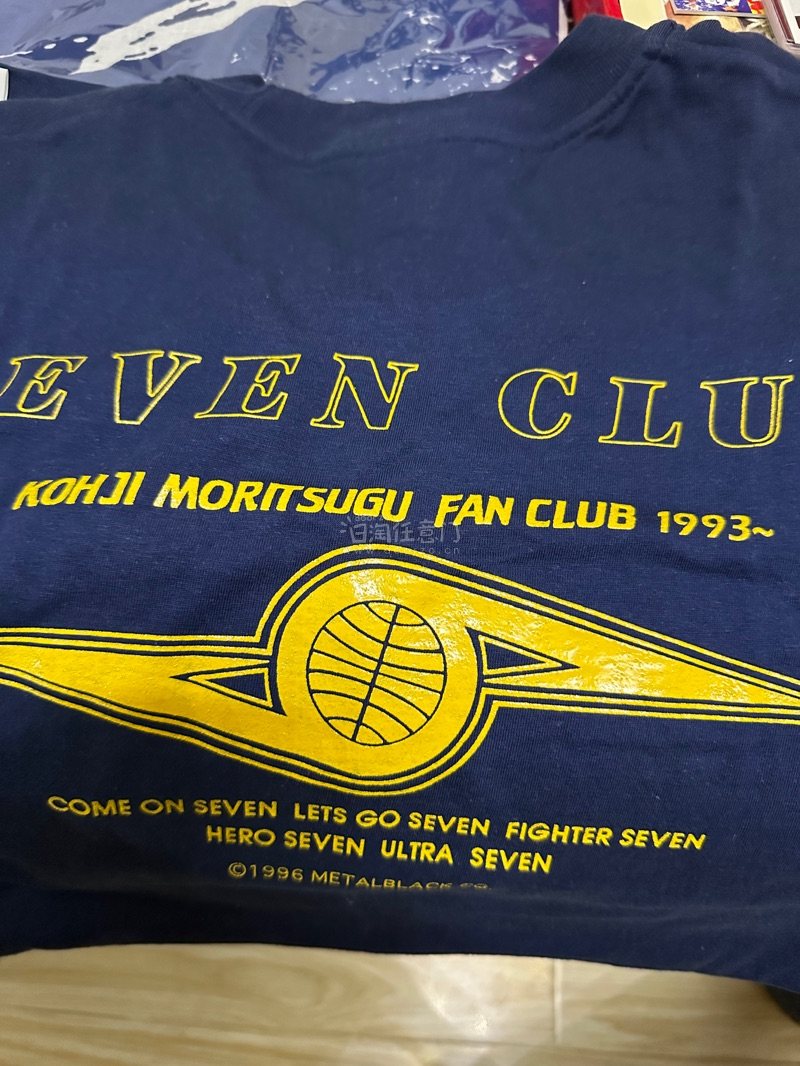 EVEN CLU
KOHJI MORITSUGU FAN CLUB 1993~
COME ON SEVEN LETS GO SEVEN FIGHTER SEVEN
HERO SEVEN ULTRA SEVEN
©1996 METALBLACK CO